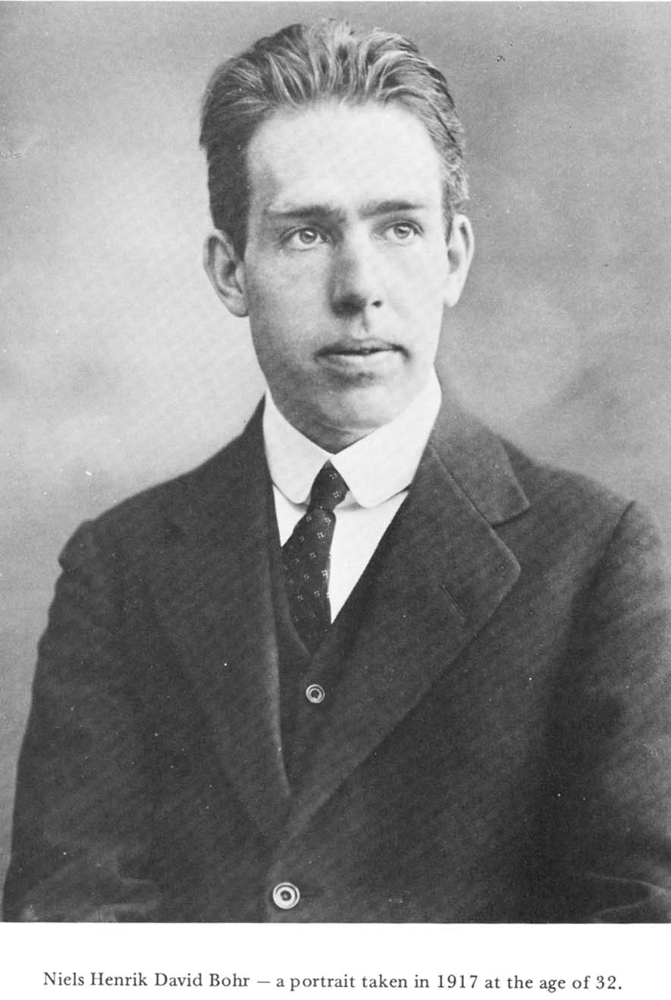 Niels Henrik David Bohr — a portrait taken in 1917 at the age of 32.